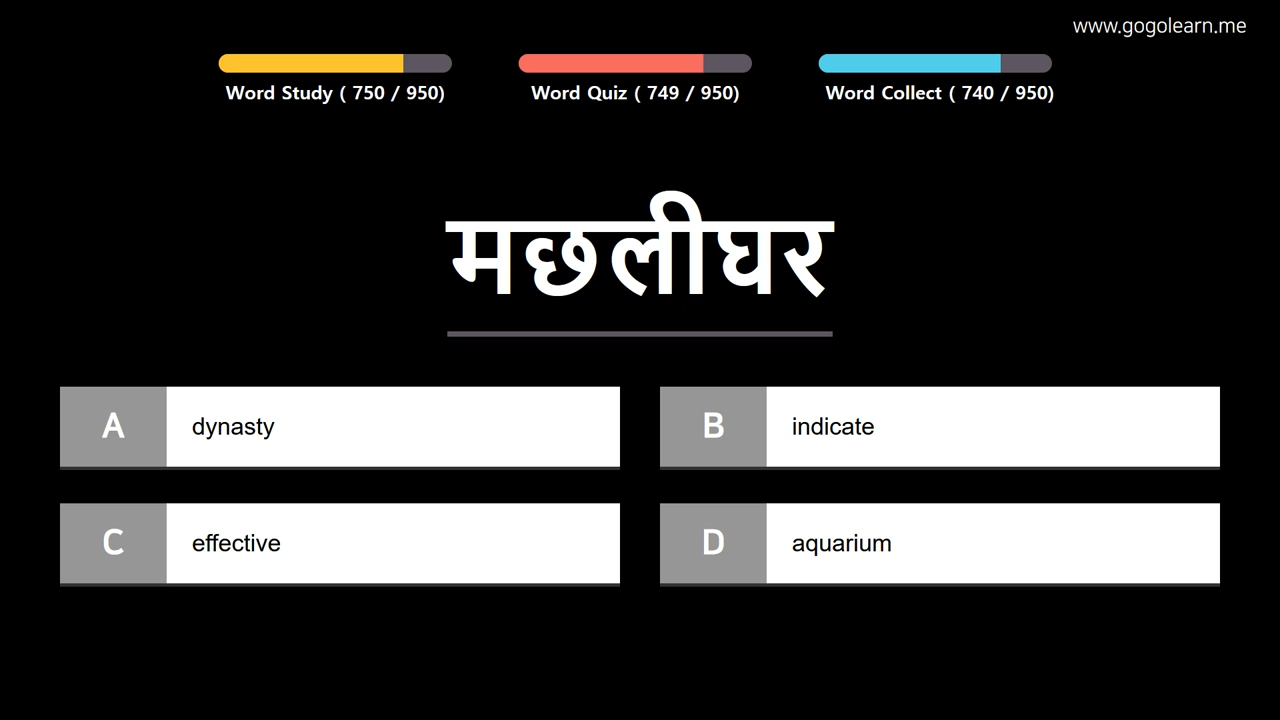 www.gogolearn.me
Word Study ( 750 / 950)
Word Quiz ( 749 / 950)
Word Collect ( 740 / 950)
मछलीघर
A dynasty
B indicate
C effective
D aquarium